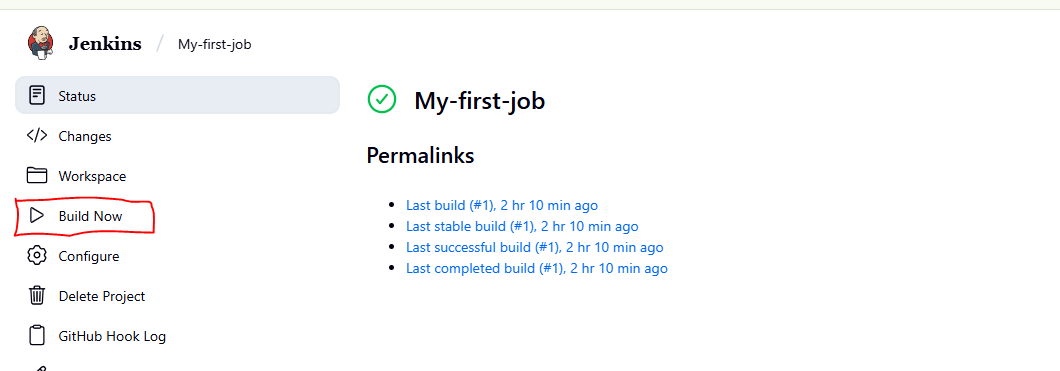 Jenkins / My-first-job
Status
Changes
Workspace
Build Now
Configure
Delete Project
GitHub Hook Log
My-first-job
Permalinks
Last build (#1), 2 hr 10 min ago
Last stable build (#1), 2 hr 10 min ago
Last successful build (#1), 2 hr 10 min ago
Last completed build (#1), 2 hr 10 min ago